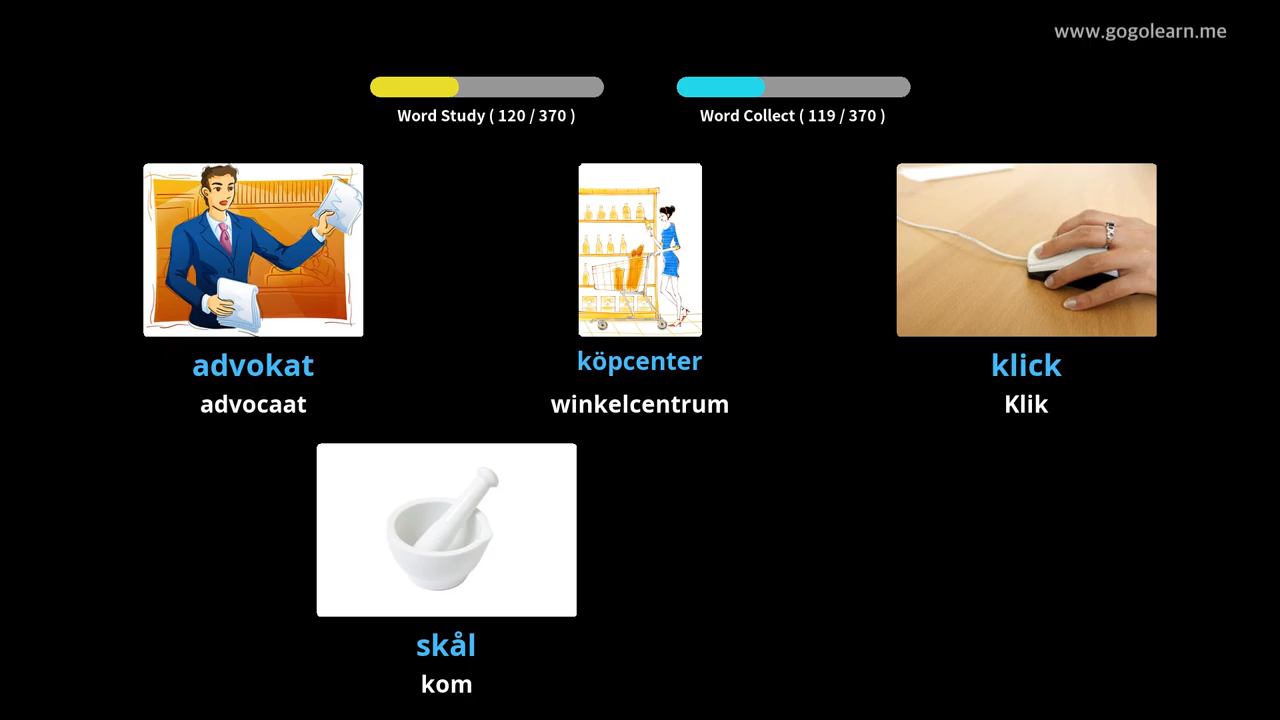 www.gogolearn.me
Word Study ( 120 / 370 )
Word Collect ( 119 / 370 )
advokat
advocaat
köpcenter
winkelcentrum
klick
Klik
skål
kom